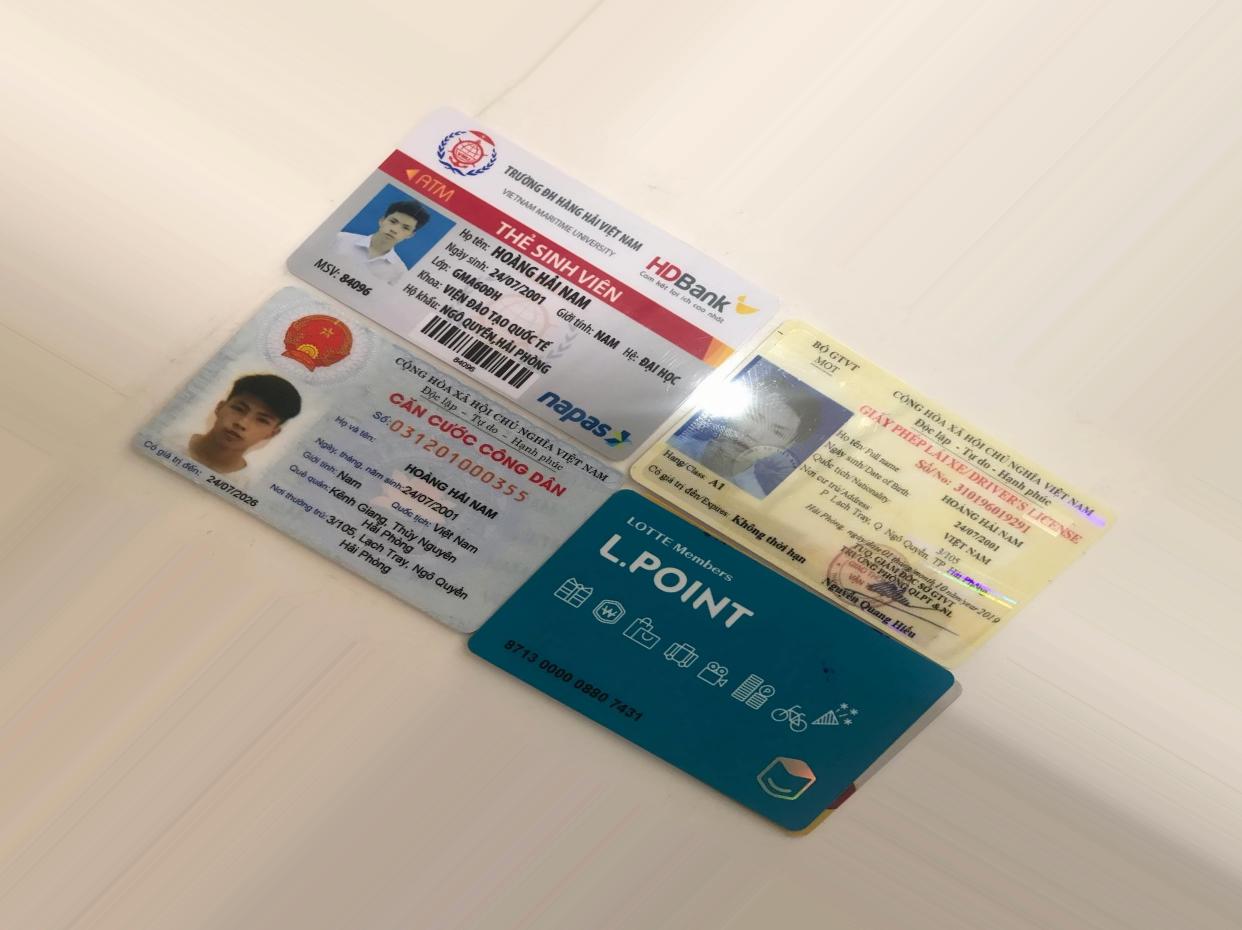 TRƯỜNG ĐH HÀNG HẢI VIỆT NAM
VIETNAM MARITIME UNIVERSITY
HDBank
Cam kết lợi ích cao nhất
ATM
THẺ SINH VIÊN
Họ tên: HOÀNG HẢI NAM
Ngày sinh: 24/07/2001 Giới tính: NAM
Lớp: GMA60ĐH Hệ: ĐẠI HỌC
Khoa: VIỆN ĐÀO TẠO QUỐC TẾ
Hộ khẩu: NGÔ QUYỀN,HẢI PHÒNG
MSV: 84096
84096
napas
CỘNG HÒA XÃ HỘI CHỦ NGHĨA VIỆT NAM
Độc lập - Tự do - Hạnh phúc
CĂN CƯỚC CÔNG DÂN
Số: 031201000355
Họ và tên:
HOÀNG HẢI NAM
Ngày, tháng, năm sinh: 24/07/2001
Giới tính: Nam Quốc tịch: Việt Nam
Quê quán: Kênh Giang, Thủy Nguyên
Hải Phòng
Nơi thường trú: 3/105, Lạch Tray, Ngô Quyền
Hải Phòng
Có giá trị đến: 24/07/2026
BỘ GTVT
MOT
CỘNG HÒA XÃ HỘI CHỦ NGHĨA VIỆT NAM
Độc lập - Tự do - Hạnh phúc
GIẤY PHÉP LÁI XE/DRIVER'S LICENSE
Số/No: 310196019291
Họ tên/Full name HOANG HAI NAM
Ngày sinh/Date of Birth 24/07/2001
Quốc tịch/Nationality VIỆT NAM
Nơi cư trú/Address 3/105
P. Lạch Tray, Q. Ngô Quyền, TP. Hải Phòng
Hải Phòng, ngày/date 01 tháng/month 10 năm/year 2019
TUQ. GIÁM ĐỐC SỞ GTVT
TRƯỞNG PHÒNG QLPT &NL
Hạng/Class: A1
Có giá trị đến/Expires: Không thời hạn
Nguyễn Quang Hiếu
LOTTE Members
L.POINT
8713 0000 0880 7431